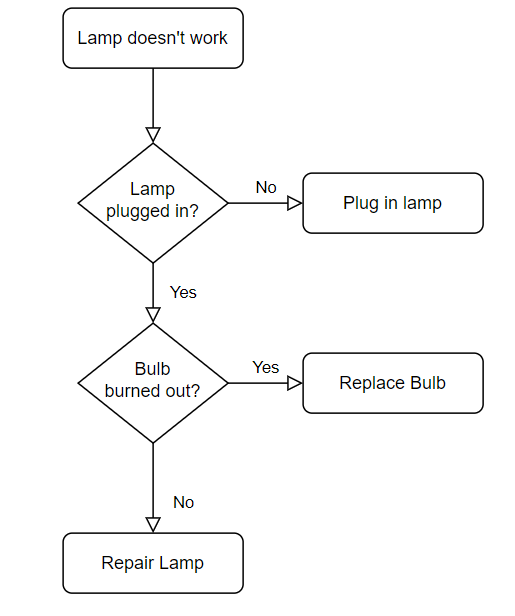 Lamp doesn't work
Lamp
plugged in?
No
Plug in lamp
Yes
Bulb
burned out?
Yes
Replace Bulb
No
Repair Lamp